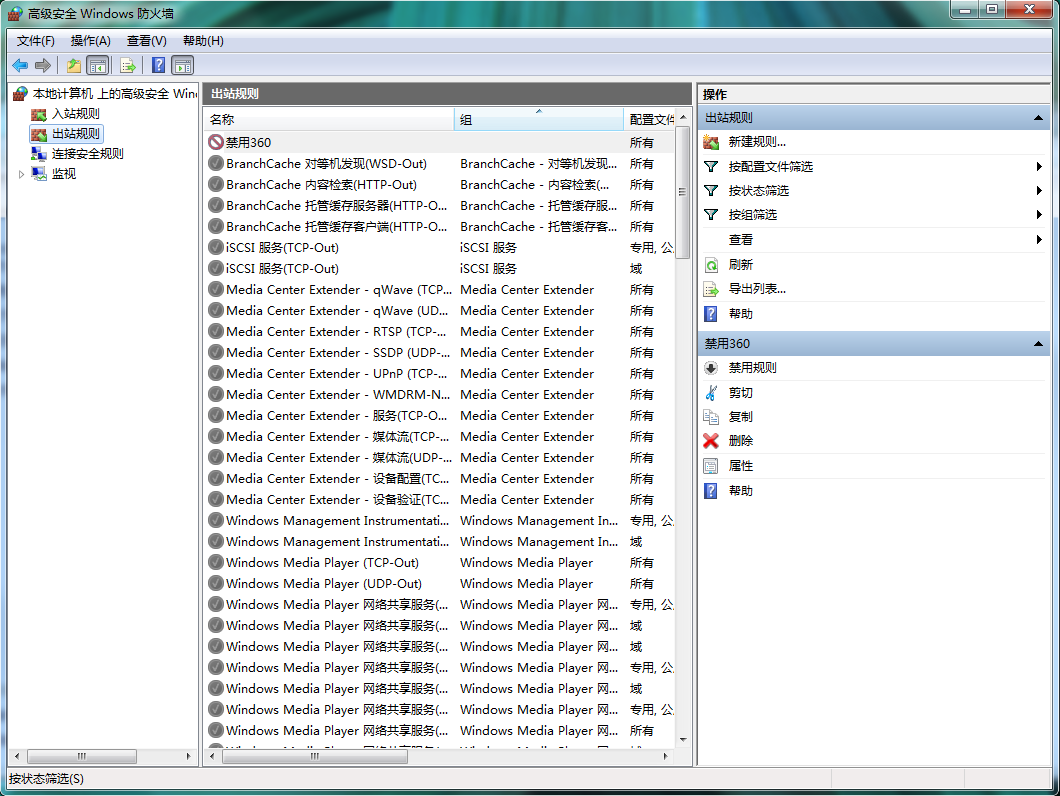 高级安全 Windows 防火墙
文件(F) 操作(A) 查看(V) 帮助(H)
本地计算机 上的高级安全 Win
入站规则
出站规则
连接安全规则
监视
出站规则
名称 组 配置文件
禁用360 所有
BranchCache 对等机发现(WSD-Out) BranchCache - 对等机发现... 所有
BranchCache 内容检索(HTTP-Out) BranchCache - 内容检索(... 所有
BranchCache 托管缓存服务器(HTTP-O... BranchCache - 托管缓存服... 所有
BranchCache 托管缓存客户端(HTTP-O... BranchCache - 托管缓存客... 所有
iSCSI 服务(TCP-Out) iSCSI 服务 专用, 公
iSCSI 服务(TCP-Out) iSCSI 服务 域
Media Center Extender - qWave (TCP... Media Center Extender 所有
Media Center Extender - qWave (UD... Media Center Extender 所有
Media Center Extender - RTSP (TCP-... Media Center Extender 所有
Media Center Extender - SSDP (UDP-... Media Center Extender 所有
Media Center Extender - UPnP (TCP-... Media Center Extender 所有
Media Center Extender - WMDRM-N... Media Center Extender 所有
Media Center Extender - 服务(TCP-O... Media Center Extender 所有
Media Center Extender - 媒体流(TCP-... Media Center Extender 所有
Media Center Extender - 媒体流(UDP-... Media Center Extender 所有
Media Center Extender - 设备配置(TC... Media Center Extender 所有
Media Center Extender - 设备验证(TC... Media Center Extender 所有
Windows Management Instrumentati... Windows Management In... 专用, 公
Windows Management Instrumentati... Windows Management In... 域
Windows Media Player (TCP-Out) Windows Media Player 所有
Windows Media Player (UDP-Out) Windows Media Player 所有
Windows Media Player 网络共享服务(... Windows Media Player 网... 专用, 公
Windows Media Player 网络共享服务(... Windows Media Player 网... 域
Windows Media Player 网络共享服务(... Windows Media Player 网... 域
Windows Media Player 网络共享服务(... Windows Media Player 网... 专用, 公
Windows Media Player 网络共享服务(... Windows Media Player 网... 域
Windows Media Player 网络共享服务(... Windows Media Player 网... 专用, 公
Windows Media Player 网络共享服务(... Windows Media Player 网... 所有
操作
出站规则
新建规则...
按配置文件筛选
按状态筛选
按组筛选
查看
刷新
导出列表...
帮助
禁用360
禁用规则
剪切
复制
删除
属性
帮助
按状态筛选(S)